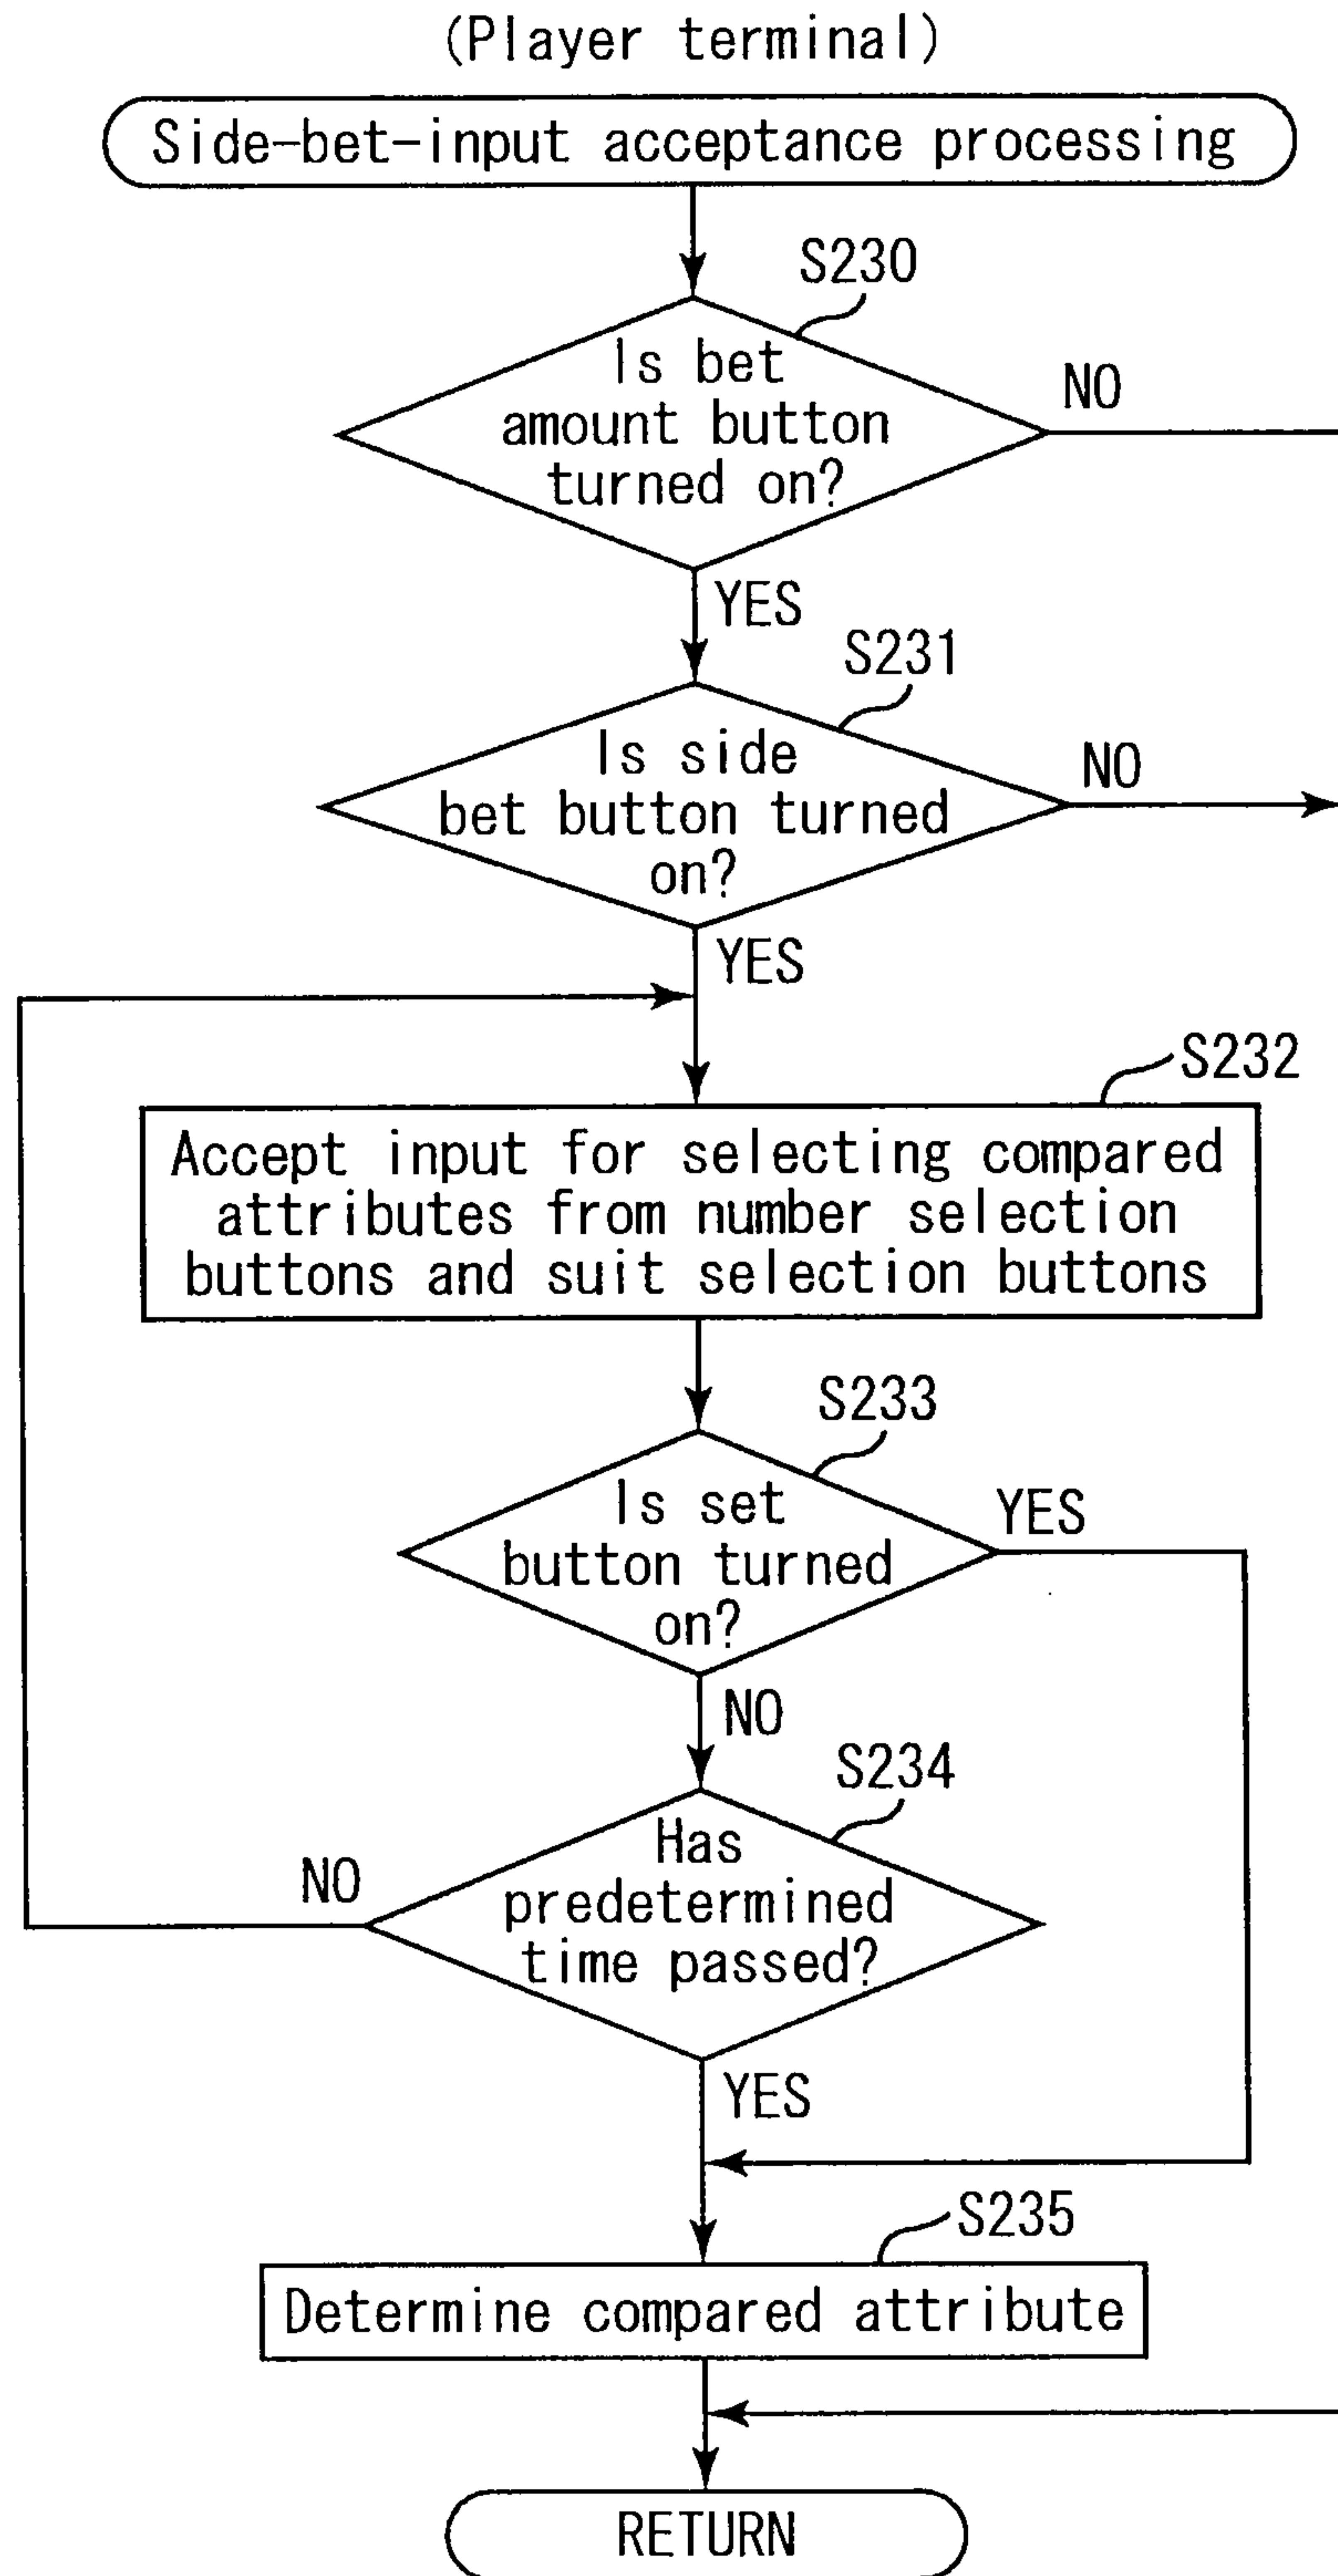 (Player terminal)
Side-bet-input acceptance processing
S230
Is bet
amount button
turned on?
NO
YES
S231
Is side
bet button turned
on?
NO
YES
S232
Accept input for selecting compared
attributes from number selection
buttons and suit selection buttons
S233
Is set
button turned
on?
YES
NO
S234
Has
predetermined
time passed?
NO
YES
S235
Determine compared attribute
RETURN